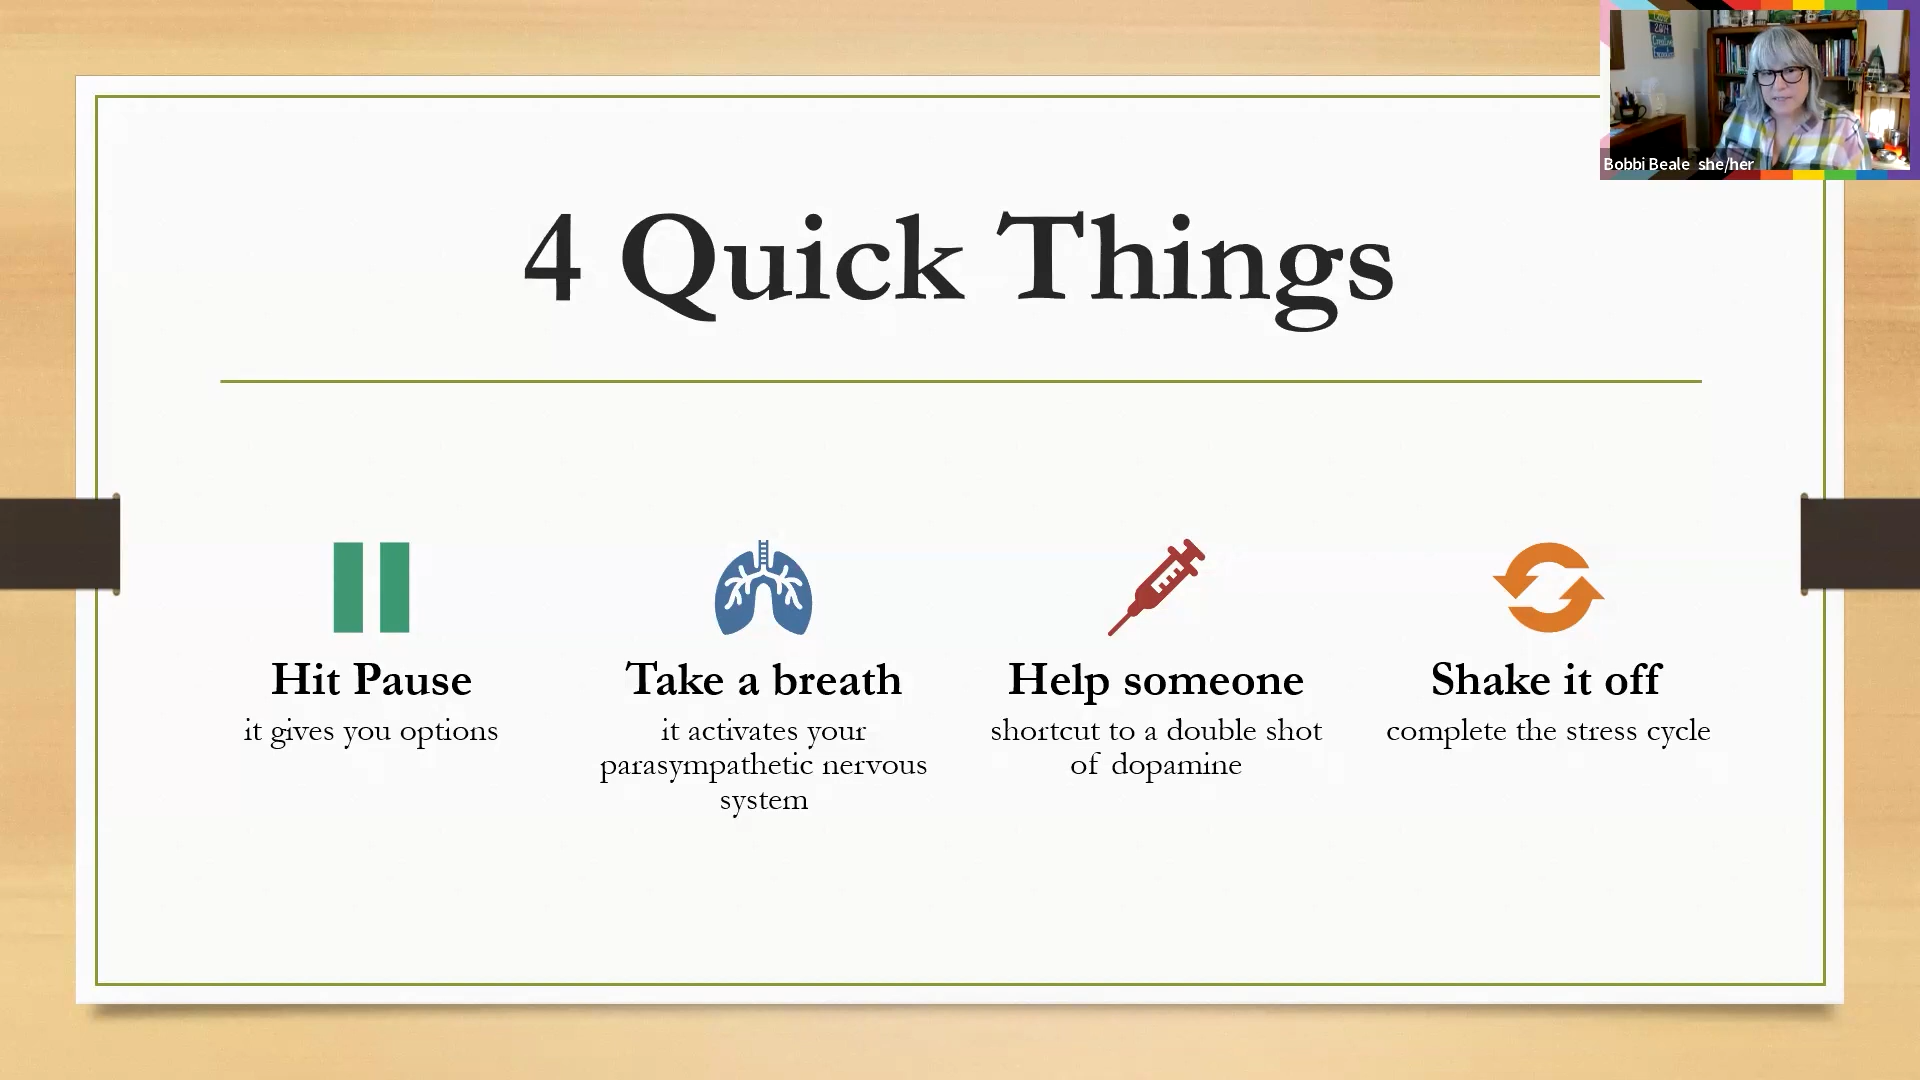 4 Quick Things
Hit Pause
it gives you options
Take a breath
it activates your
parasympathetic nervous
system
Help someone
shortcut to a double shot
of dopamine
Shake it off
complete the stress cycle
Bobbi Beale she/her